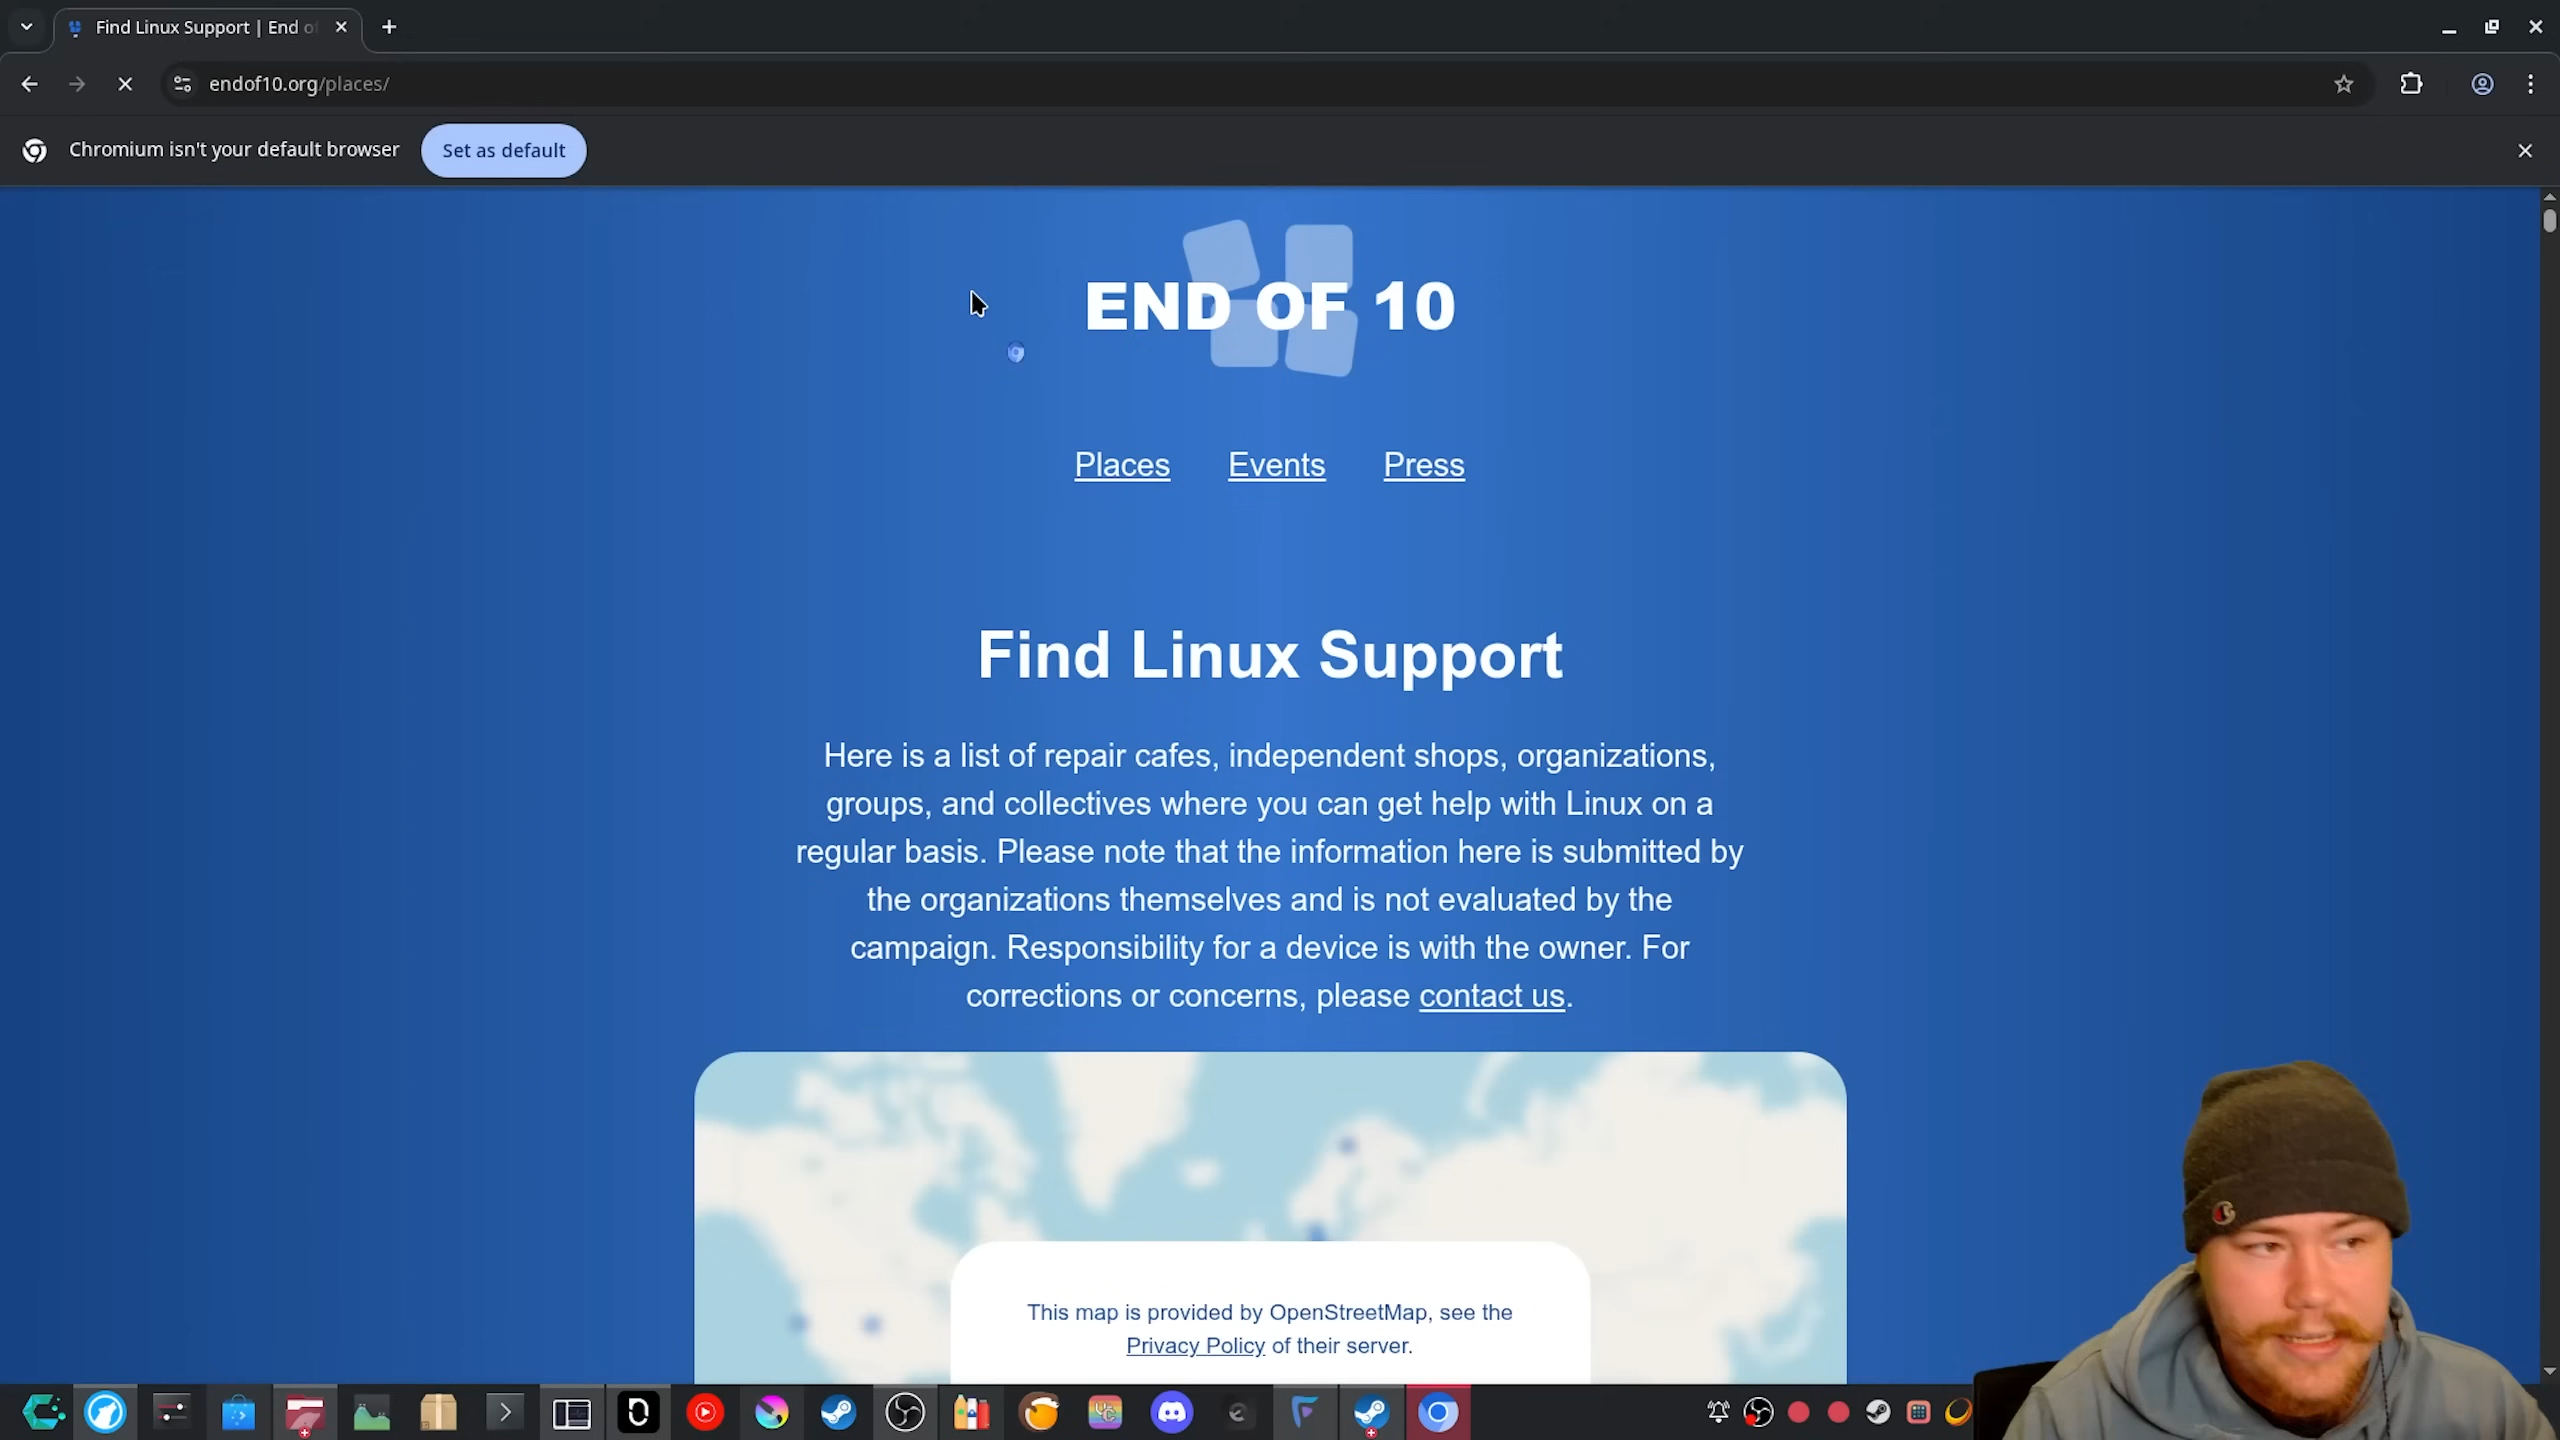 Find Linux Support | End o
endof10.org/places/
Chromium isn't your default browser
Set as default
END OF 10
Places
Events
Press
Find Linux Support
Here is a list of repair cafes, independent shops, organizations,
groups, and collectives where you can get help with Linux on a
regular basis. Please note that the information here is submitted by
the organizations themselves and is not evaluated by the
campaign. Responsibility for a device is with the owner. For
corrections or concerns, please contact us.
This map is provided by OpenStreetMap, see the
Privacy Policy of their server.